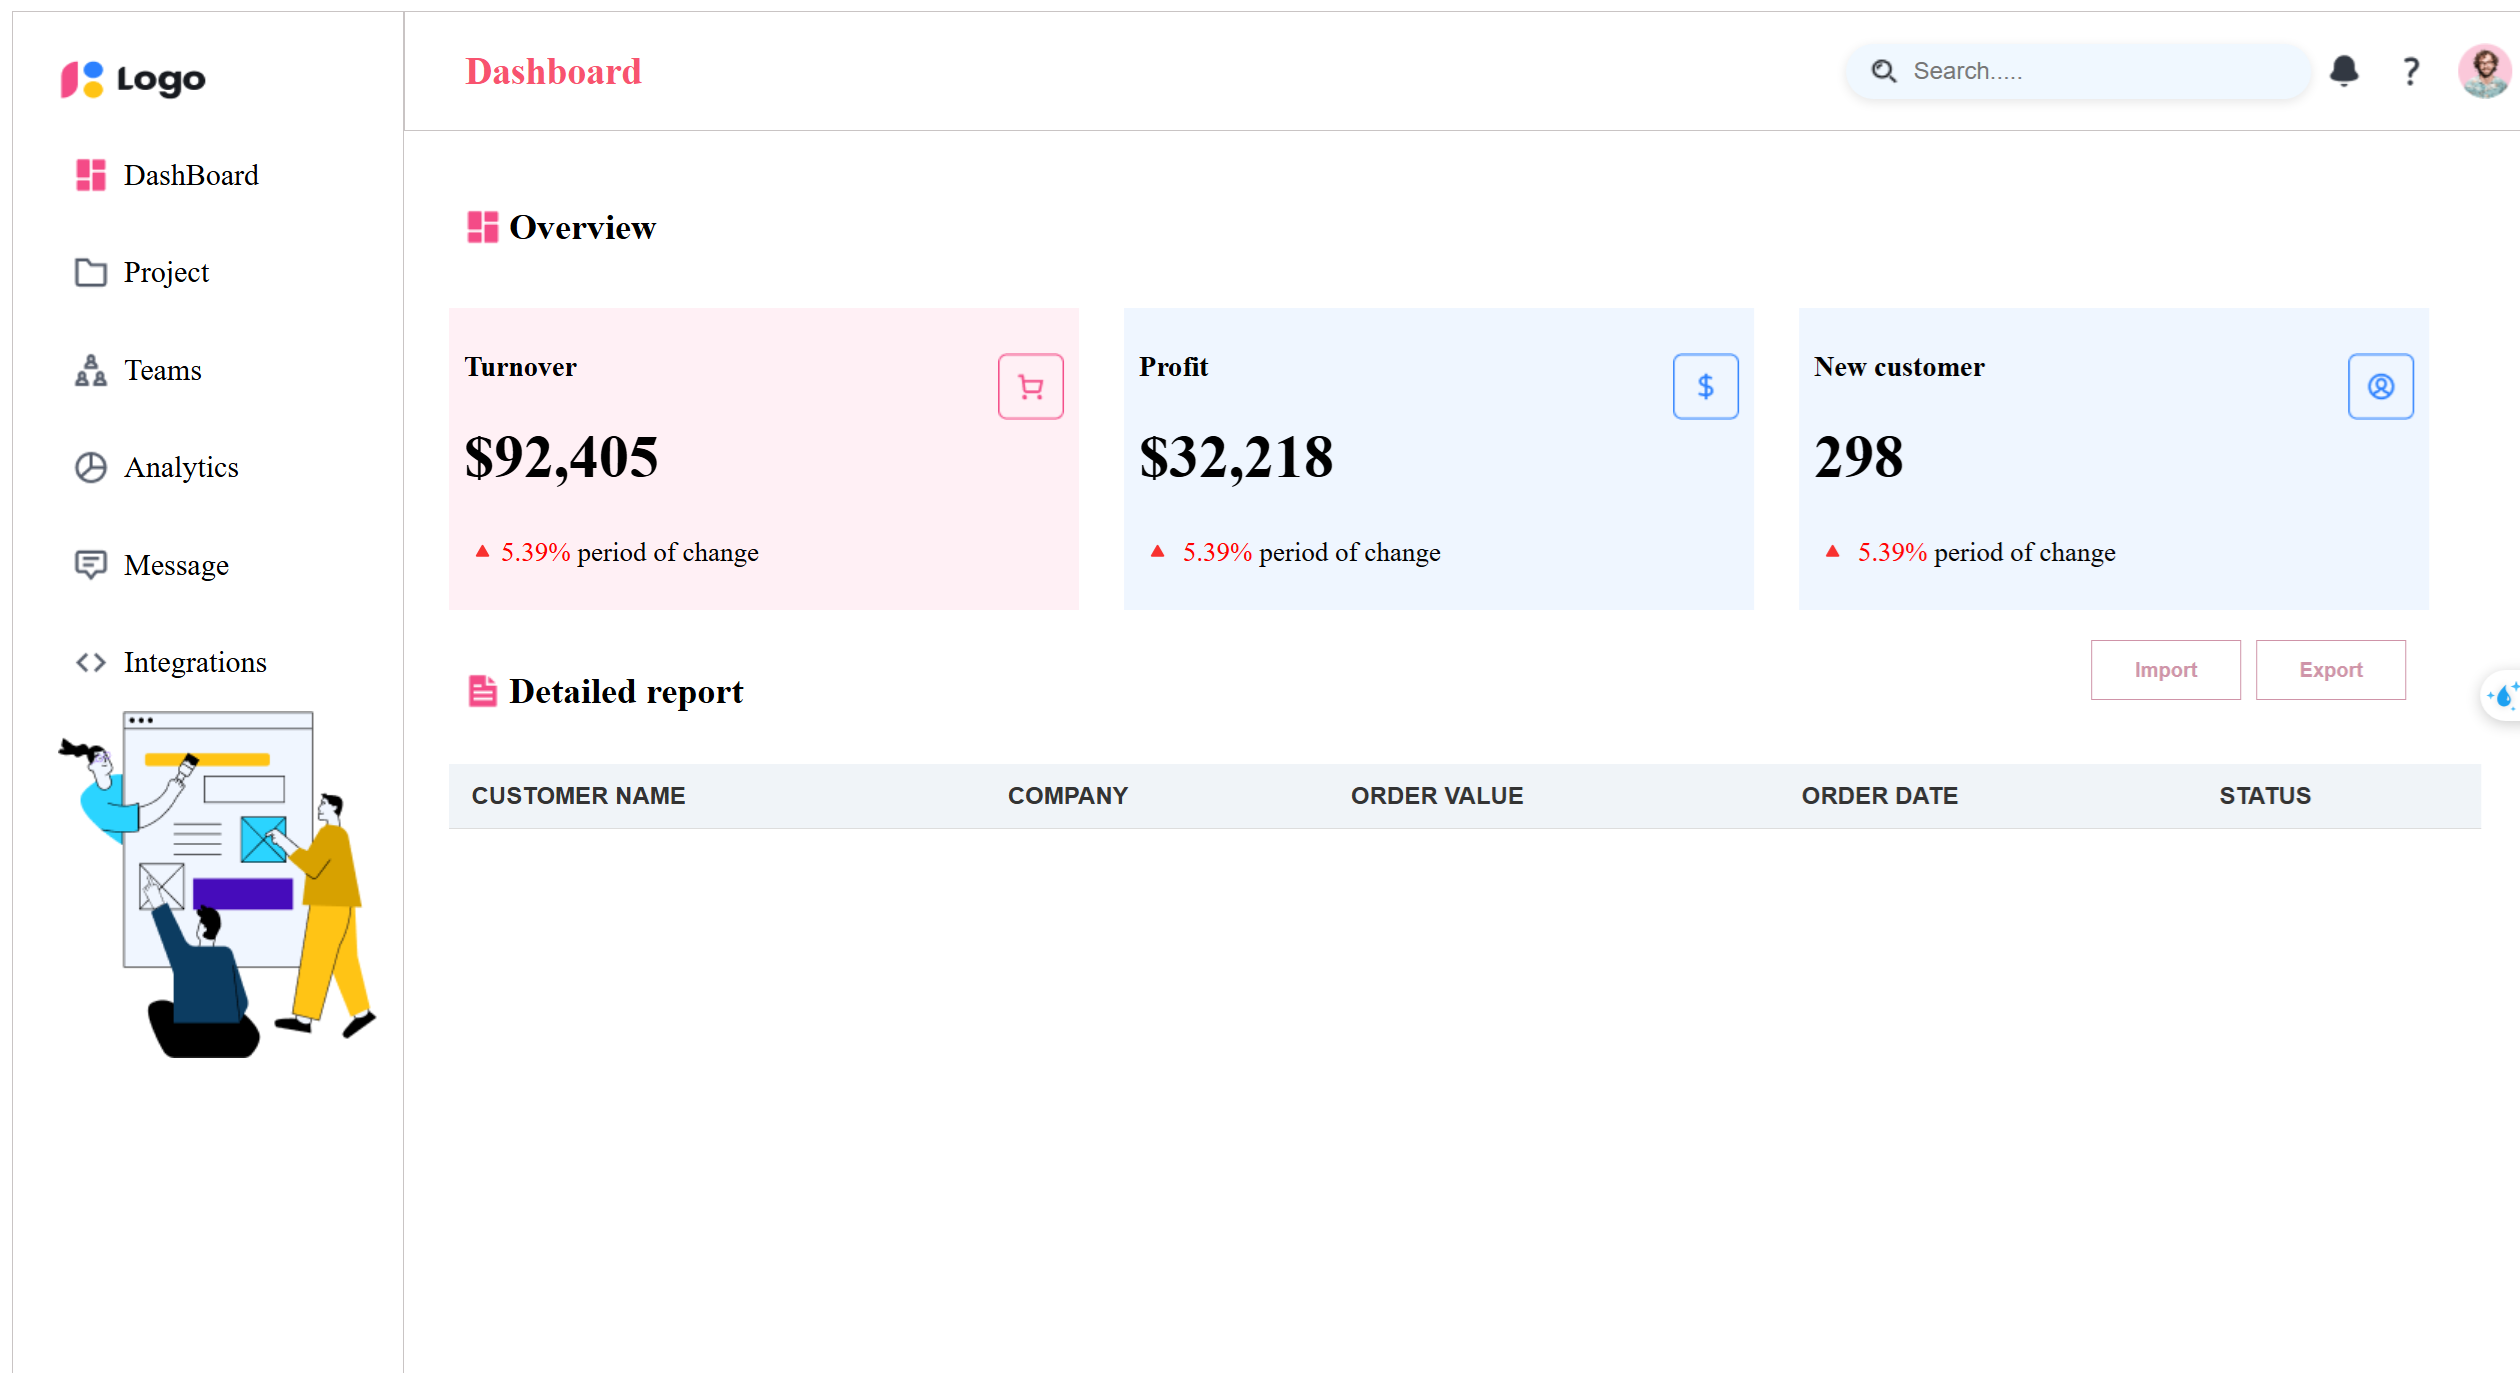 Logo
Dashboard
Search.....
?
DashBoard
Project
Teams
Analytics
Message
Integrations
Overview
Turnover
$92,405
5.39% period of change
Profit
$
$32,218
5.39% period of change
New customer
298
5.39% period of change
Detailed report
Import
Export
CUSTOMER NAME COMPANY ORDER VALUE ORDER DATE STATUS